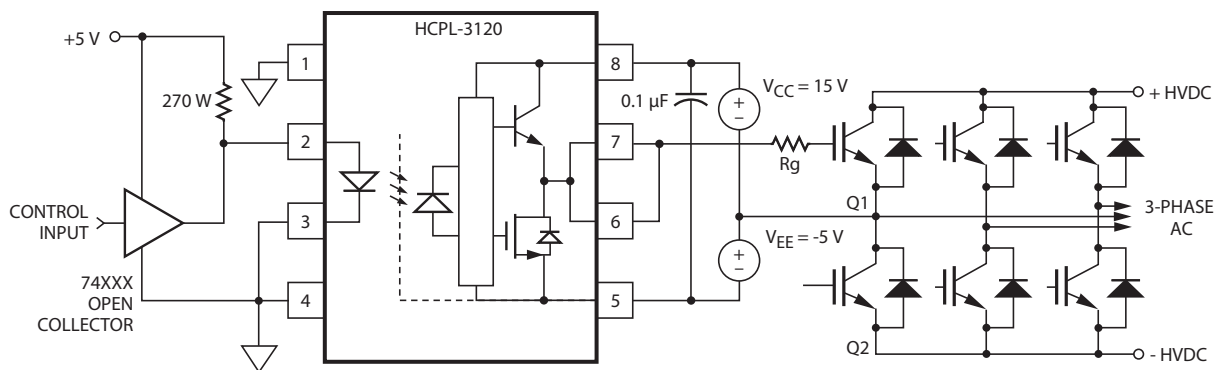 HCPL-3120
+5 V
270 W
1
2
3
4
8
7
6
5
0.1 µF
VCC = 15 V
+
−
Rg
+ HVDC
CONTROL
INPUT
Q1
3-PHASE
AC
VEE = -5 V
+
−
74XXX
OPEN
COLLECTOR
Q2
- HVDC